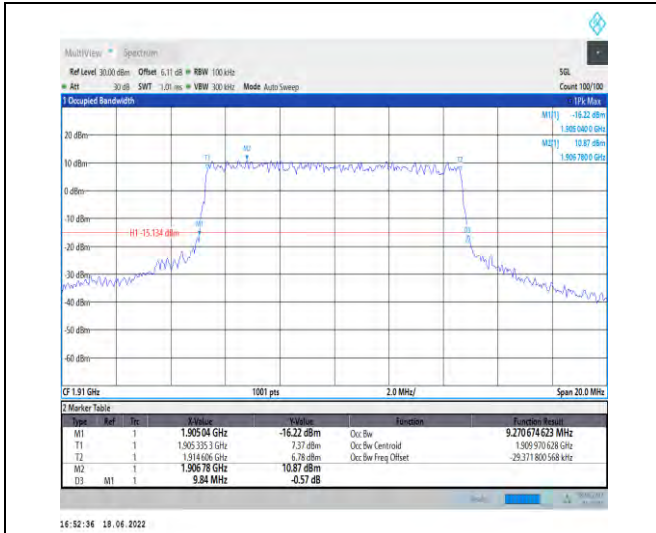 MultiView Spectrum
Ref Level 30.00 dBm Offset 6.11 dB RBW 100 kHz SGL
Att 30 dB SWT 1.01 ms VBW 300 kHz Mode Auto Sweep Count 100/100
1 Occupied Bandwidth 1Pk Max
M1[1] -16.22 dBm
1.905 040 0 GHz
M2[1] 10.87 dBm
1.906 780 0 GHz
20 dBm
M2
T1
T2
10 dBm
0 dBm
-10 dBm
M1
D3
H1 -15.134 dBm
-20 dBm
-30 dBm
-40 dBm
-50 dBm
-60 dBm
CF 1.91 GHz 1001 pts 2.0 MHz/ Span 20.0 MHz
2 Marker Table
Type Ref Trc X-Value Y-Value Function Function Result
M1 1 1.905 04 GHz -16.22 dBm Occ Bw 9.270 674 623 MHz
T1 1 1.905 335 3 GHz 7.37 dBm Occ Bw Centroid 1.909 970 628 GHz
T2 1 1.914 606 GHz 6.78 dBm Occ Bw Freq Offset -29.371 800 568 kHz
M2 1 1.906 78 GHz 10.87 dBm
D3 M1 1 9.84 MHz -0.57 dB
16:52:36 18.06.2022